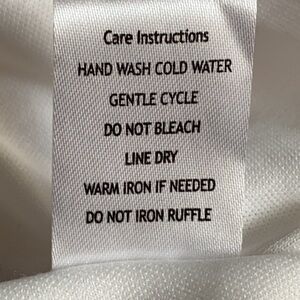 Care Instructions
HAND WASH COLD WATER
GENTLE CYCLE
DO NOT BLEACH
LINE DRY
WARM IRON IF NEEDED
DO NOT IRON RUFFLE